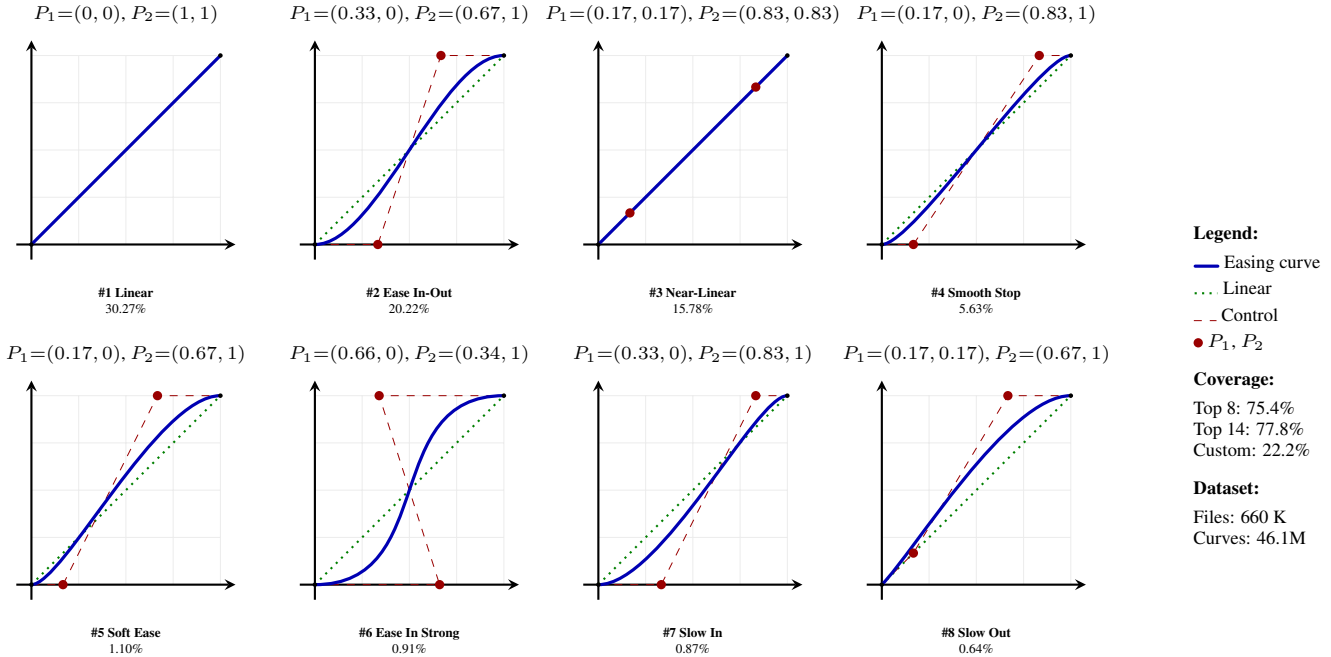 P₁=(0, 0), P₂=(1, 1)
P₁=(0.33, 0), P₂=(0.67, 1)
P₁=(0.17, 0.17), P₂=(0.83, 0.83)
P₁=(0.17, 0), P₂=(0.83, 1)
#1 Linear
30.27%
#2 Ease In-Out
20.22%
#3 Near-Linear
15.78%
#4 Smooth Stop
5.63%
P₁=(0.17, 0), P₂=(0.67, 1)
P₁=(0.66, 0), P₂=(0.34, 1)
P₁=(0.33, 0), P₂=(0.83, 1)
P₁=(0.17, 0.17), P₂=(0.67, 1)
#5 Soft Ease
1.10%
#6 Ease In Strong
0.91%
#7 Slow In
0.87%
#8 Slow Out
0.64%
Legend:
Easing curve
Linear
Control
P₁, P₂
Coverage:
Top 8: 75.4%
Top 14: 77.8%
Custom: 22.2%
Dataset:
Files: 660 K
Curves: 46.1M